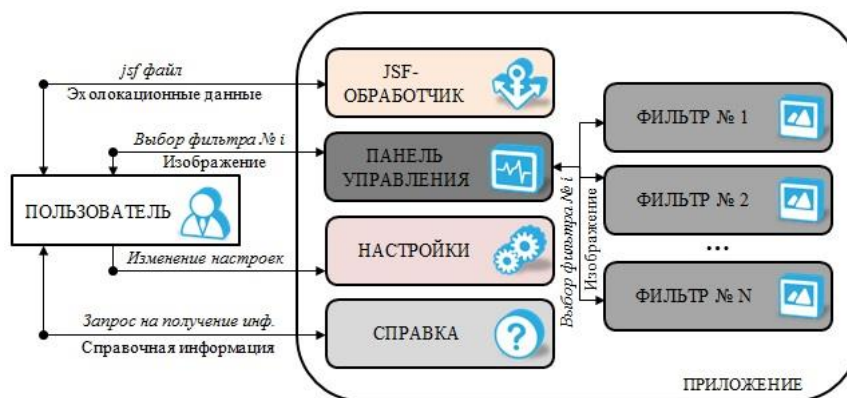 jsf файл
Эхолокационные данные
Выбор фильтра № i
Изображение
ПОЛЬЗОВАТЕЛЬ
Изменение настроек
Запрос на получение инф.
Справочная информация
JSF-
ОБРАБОТЧИК
ПАНЕЛЬ
УПРАВЛЕНИЯ
НАСТРОЙКИ
СПРАВКА
?
Выбор фильтра № i
Изображение
ФИЛЬТР № 1
ФИЛЬТР № 2
...
ФИЛЬТР № N
ПРИЛОЖЕНИЕ